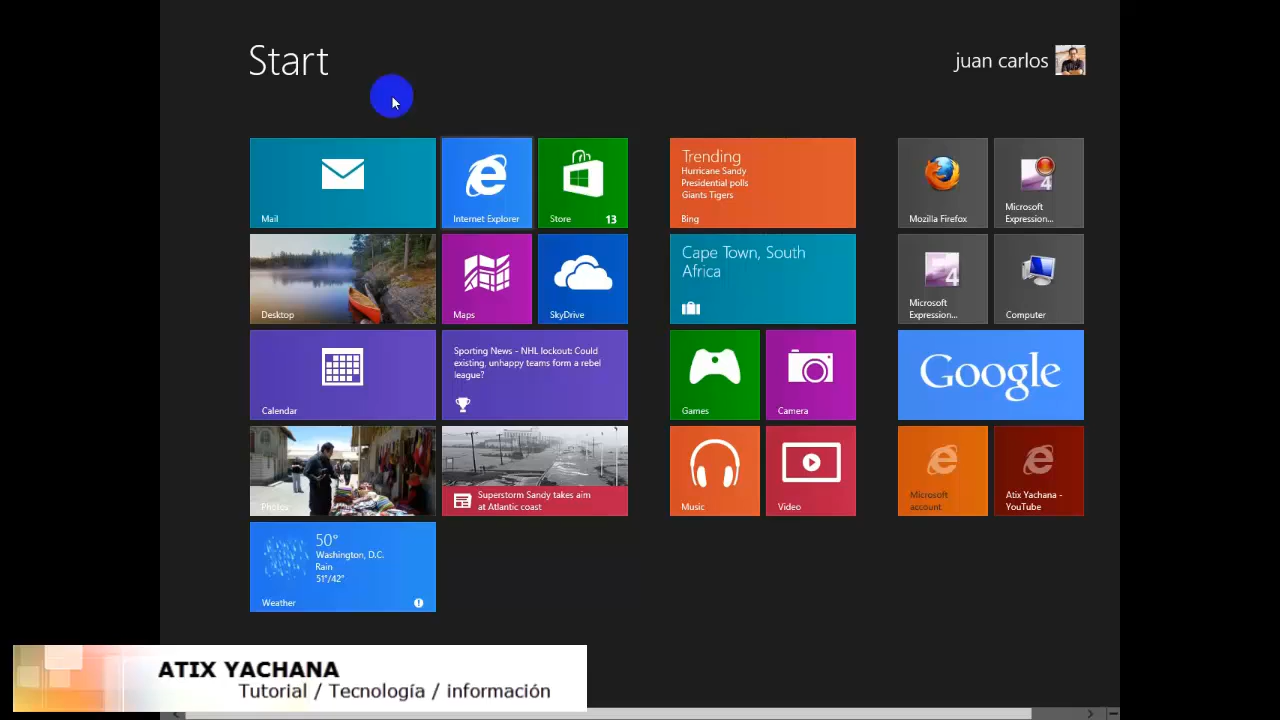 Start
juan carlos
Mail
Internet Explorer
Store
13
Trending
Hurricane Sandy
Presidential polls
Giants Tigers
Bing
Mozilla Firefox
Microsoft
Expression...
4
Desktop
Maps
SkyDrive
Cape Town, South
Africa
4
Microsoft
Expression...
Computer
Calendar
Sporting News - NHL lockout: Could
existing, unhappy teams form a rebel
league?
Games
Camera
Google
Photos
Superstorm Sandy takes aim
at Atlantic coast
Music
Video
Microsoft
account
Atix Yachana -
YouTube
50°
Washington, D.C.
Rain
51°/42°
Weather
ATIX YACHANA
Tutorial / Tecnología / información